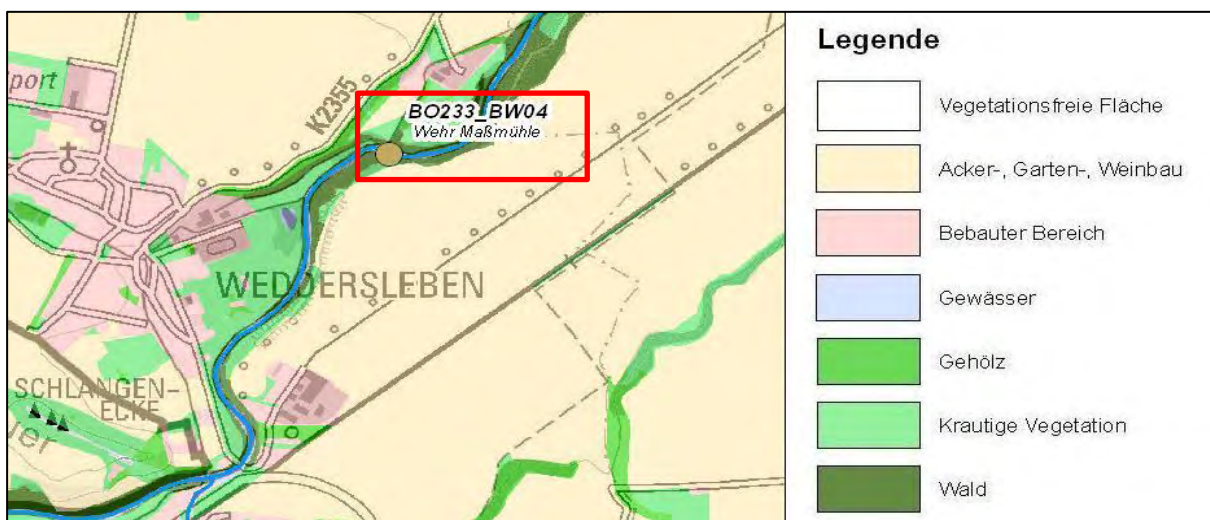 port
K2355
BO233_BW04
Wehr Maßmühle
WEDDERSLEBEN
SCHLANGEN-
ECKE
Legende
Vegetationsfreie Fläche
Acker-, Garten-, Weinbau
Bebauter Bereich
Gewässer
Gehölz
Krautige Vegetation
Wald